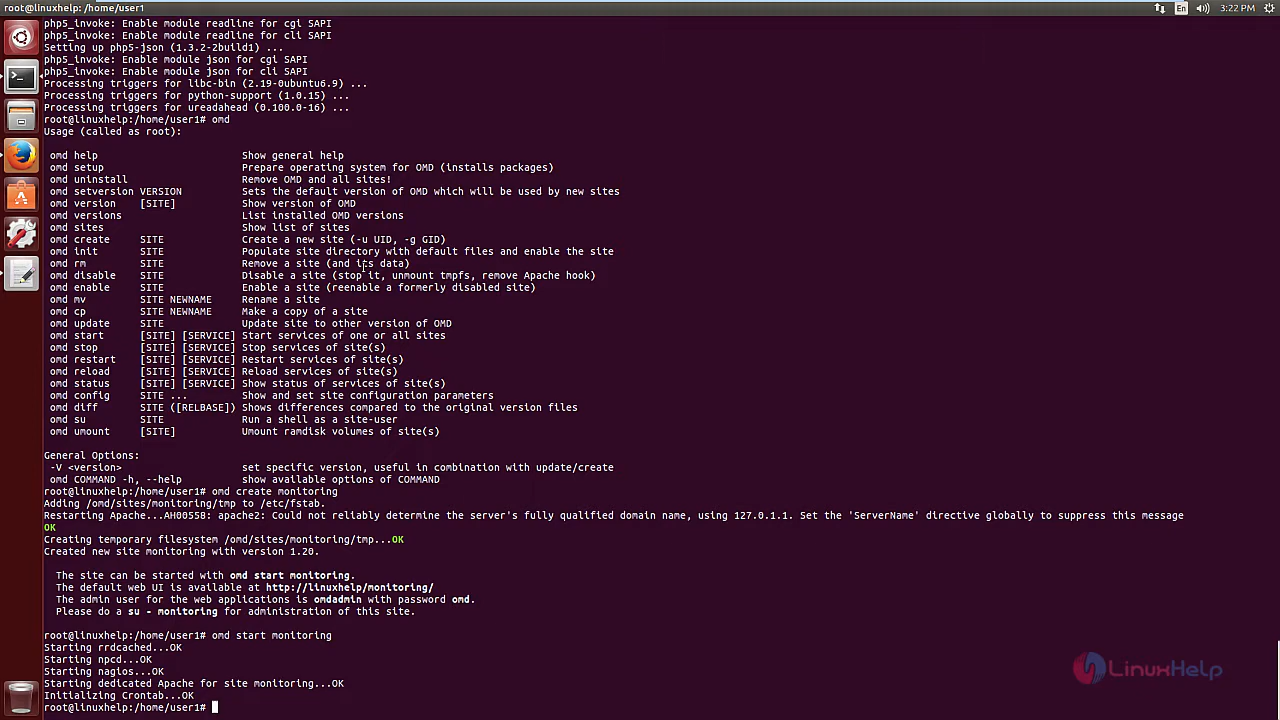 root@linuxhelp: /home/user1
En
3:22 PM
php5_invoke: Enable module readline for cgi SAPI
php5_invoke: Enable module readline for cli SAPI
Setting up php5-json (1.3.2-2build1) ...
php5_invoke: Enable module json for cgi SAPI
php5_invoke: Enable module json for cli SAPI
Processing triggers for libc-bin (2.19-0ubuntu6.9) ...
Processing triggers for python-support (1.0.15) ...
Processing triggers for ureadahead (0.100.0-16) ...
root@linuxhelp:/home/user1# omd
Usage (called as root):
omd help Show general help
omd setup Prepare operating system for OMD (installs packages)
omd uninstall Remove OMD and all sites!
omd setversion VERSION Sets the default version of OMD which will be used by new sites
omd version [SITE] Show version of OMD
omd versions List installed OMD versions
omd sites Show list of sites
omd create SITE Create a new site (-u UID, -g GID)
omd init SITE Populate site directory with default files and enable the site
omd rm SITE Remove a site (and its data)
omd disable SITE Disable a site (stop it, unmount tmpfs, remove Apache hook)
omd enable SITE Enable a site (reenable a formerly disabled site)
omd mv SITE NEWNAME Rename a site
omd cp SITE NEWNAME Make a copy of a site
omd update SITE Update site to other version of OMD
omd start [SITE] [SERVICE] Start services of one or all sites
omd stop [SITE] [SERVICE] Stop services of site(s)
omd restart [SITE] [SERVICE] Restart services of site(s)
omd reload [SITE] [SERVICE] Reload services of site(s)
omd status [SITE] [SERVICE] Show status of services of site(s)
omd config SITE ... Show and set site configuration parameters
omd diff SITE ([RELBASE]) Shows differences compared to the original version files
omd su SITE Run a shell as a site-user
omd umount [SITE] Umount ramdisk volumes of site(s)
General Options:
-V <version> set specific version, useful in combination with update/create
omd COMMAND -h, --help show available options of COMMAND
root@linuxhelp:/home/user1# omd create monitoring
Adding /omd/sites/monitoring/tmp to /etc/fstab.
Restarting Apache...AH00558: apache2: Could not reliably determine the server's fully qualified domain name, using 127.0.1.1. Set the 'ServerName' directive globally to suppress this message
OK
Creating temporary filesystem /omd/sites/monitoring/tmp...OK
Created new site monitoring with version 1.20.
The site can be started with omd start monitoring.
The default web UI is available at http://linuxhelp/monitoring/
The admin user for the web applications is omdadmin with password omd.
Please do a su - monitoring for administration of this site.
root@linuxhelp:/home/user1# omd start monitoring
Starting rrdcached...OK
Starting npcd...OK
Starting nagios...OK
Starting dedicated Apache for site monitoring...OK
Initializing Crontab...OK
root@linuxhelp:/home/user1#
LinuxHelp